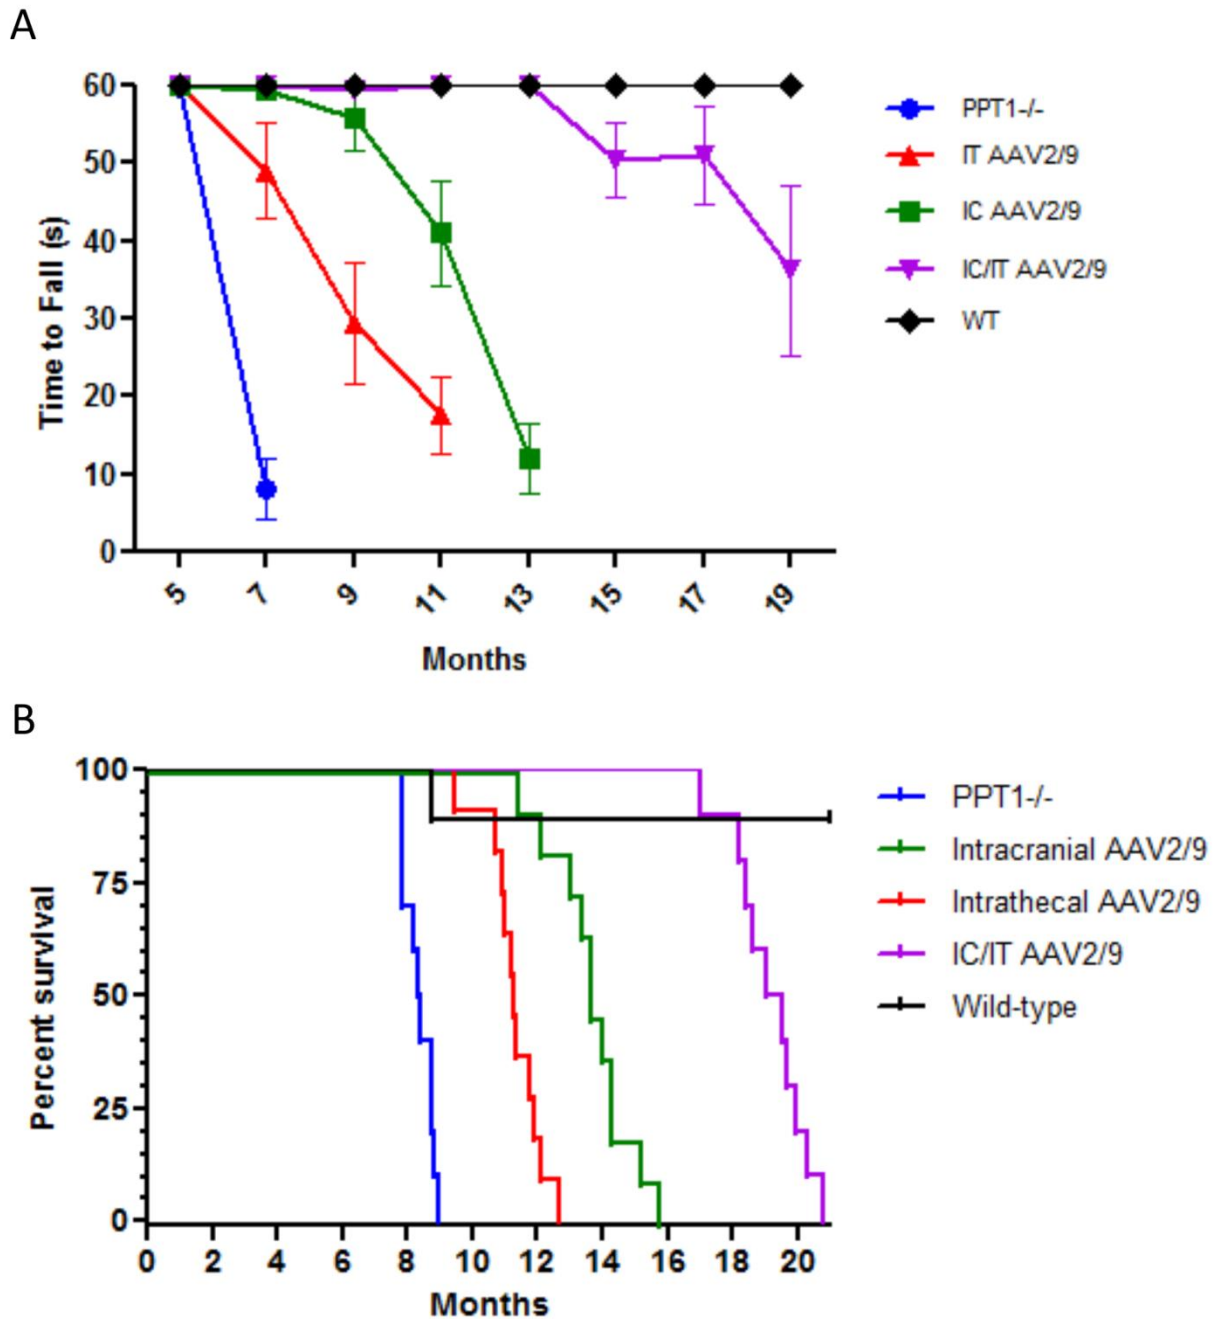 A
60
50
40
30
20
10
0
Time to Fall (s)
5 7 9 11 13 15 17 19
Months
PPT1-/-
IT AAV2/9
IC AAV2/9
IC/IT AAV2/9
WT
B
100
75
50
25
0
Percent survival
0 2 4 6 8 10 12 14 16 18 20
Months
PPT1-/-
Intracranial AAV2/9
Intrathecal AAV2/9
IC/IT AAV2/9
Wild-type